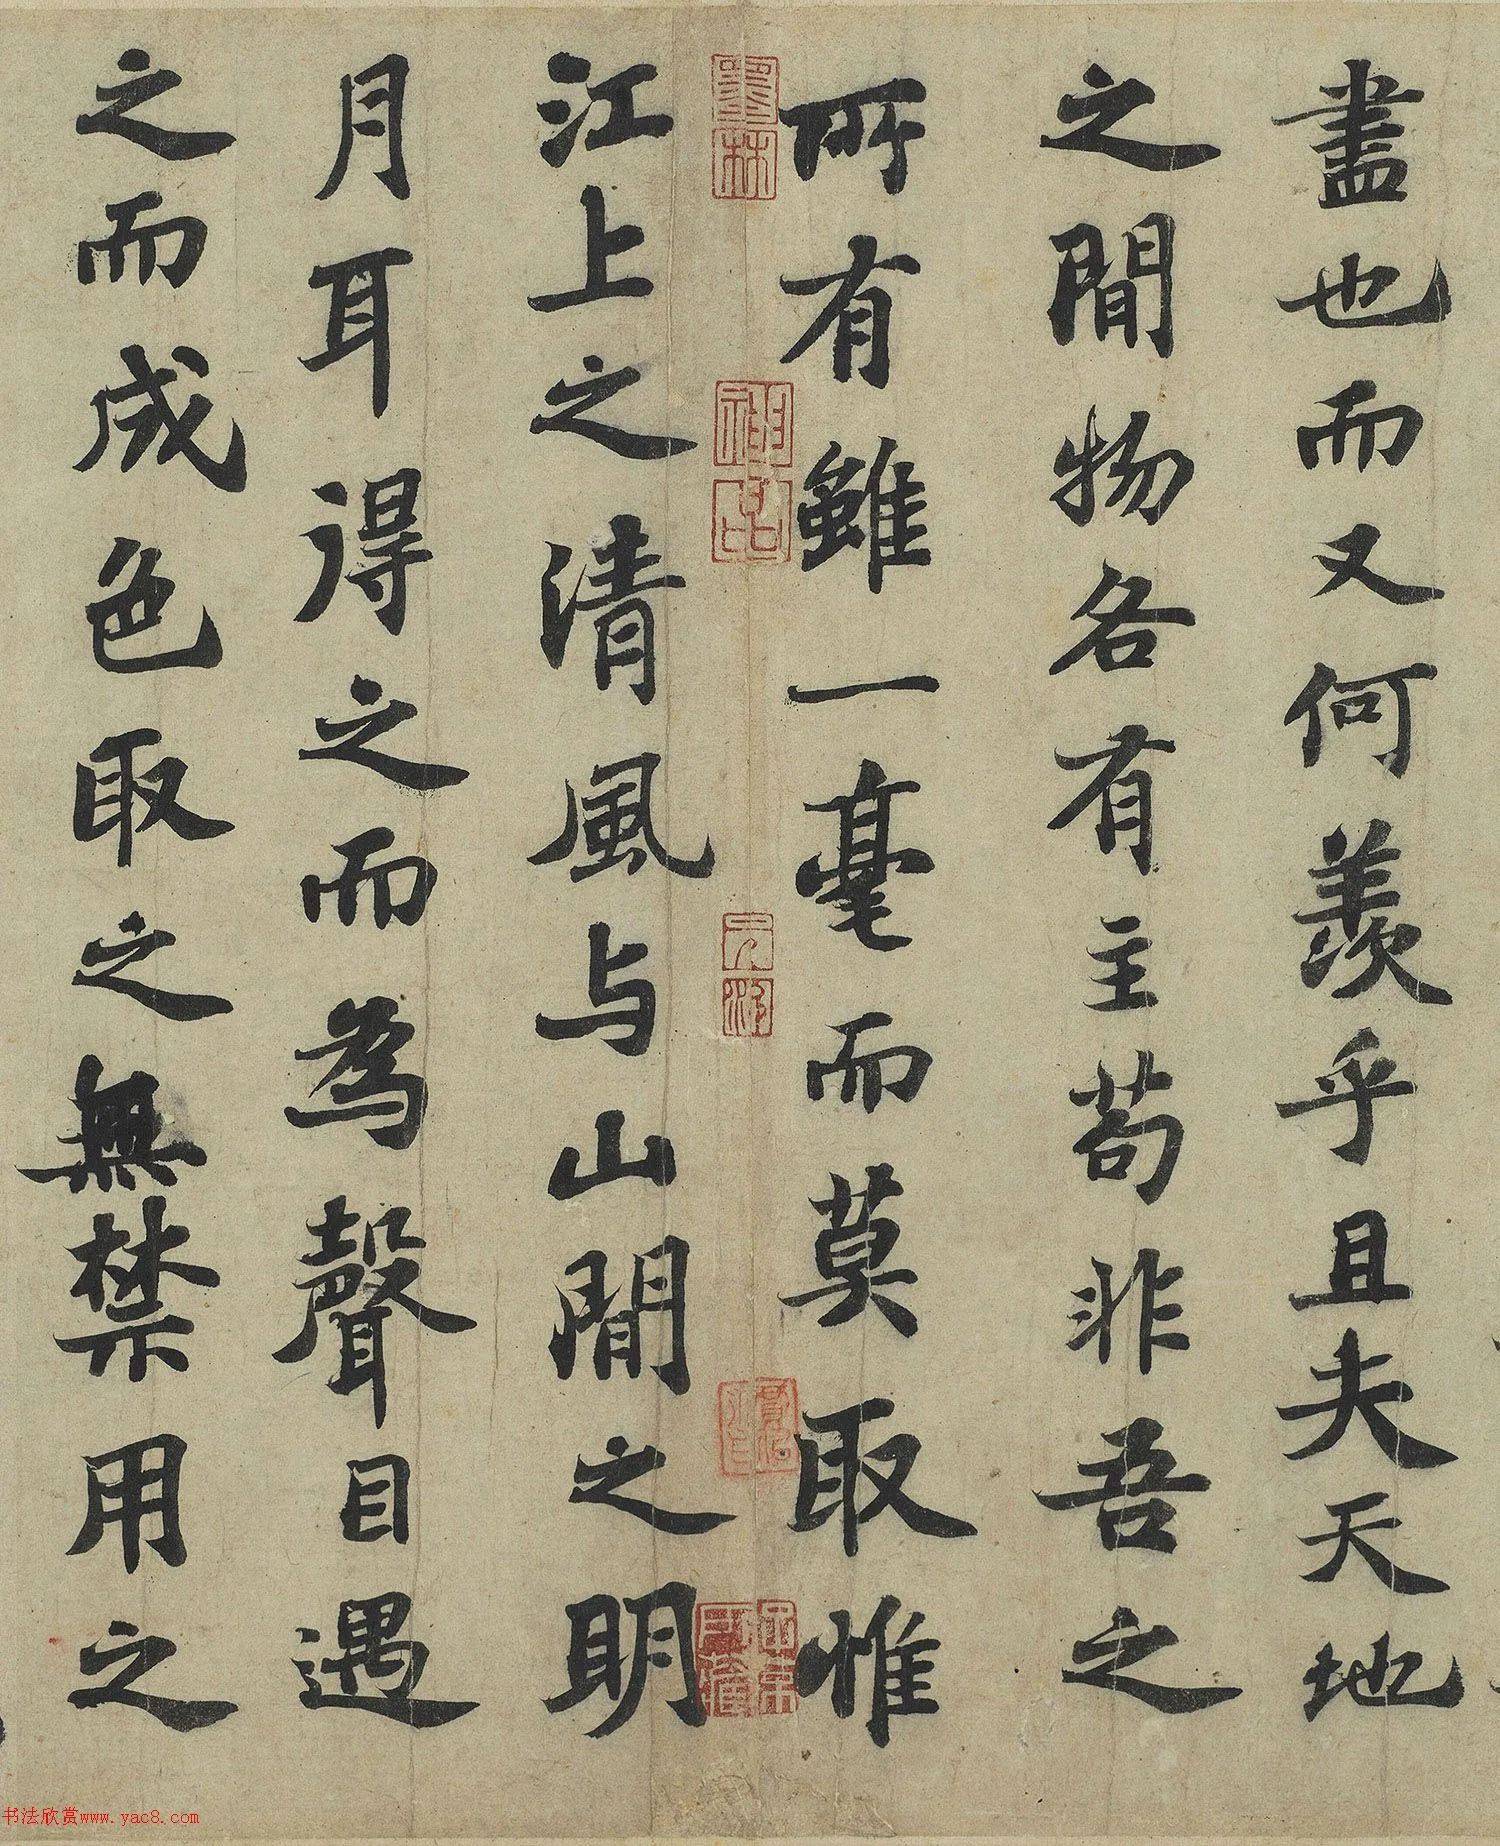 盡也而又何羨乎且夫天地
之間物各有主苟非吾之
所有雖一毫而莫取惟
江上之清風与山間之明
月耳得之而為聲目遇
之而成色取之無禁用之
书法欣赏www.yac8.com